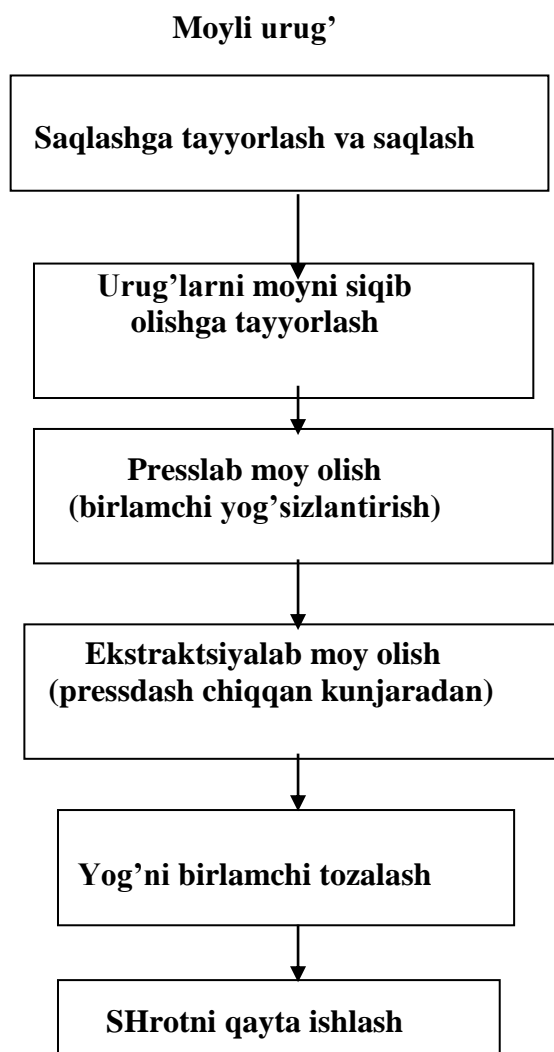 Moyli urug’
Saqlashga tayyorlash va saqlash
Urug’larni moyni siqib
olishga tayyorlash
Presslab moy olish
(birlamchi yog’sizlantirish)
Ekstraktsiyalab moy olish
(pressdash chiqqan kunjaradan)
Yog’ni birlamchi tozalash
SHrotni qayta ishlash